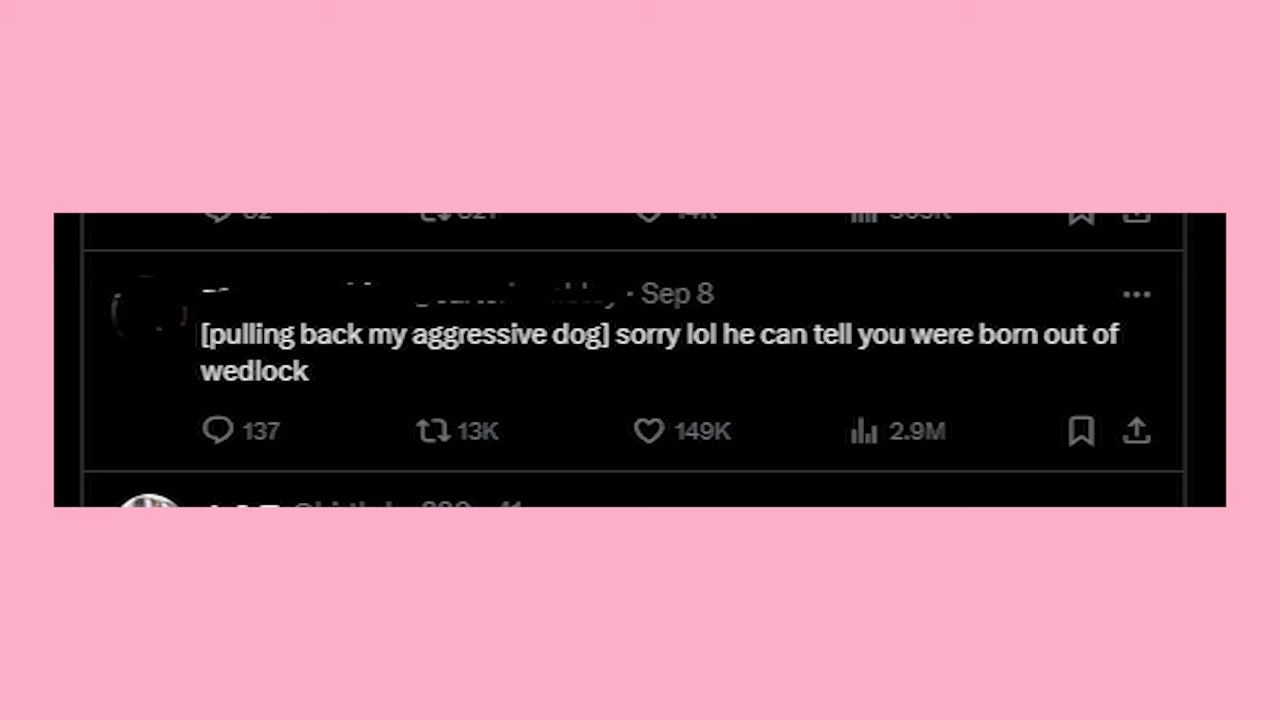 · Sep 8
[pulling back my aggressive dog] sorry lol he can tell you were born out of
wedlock
137 13K 149K 2.9M